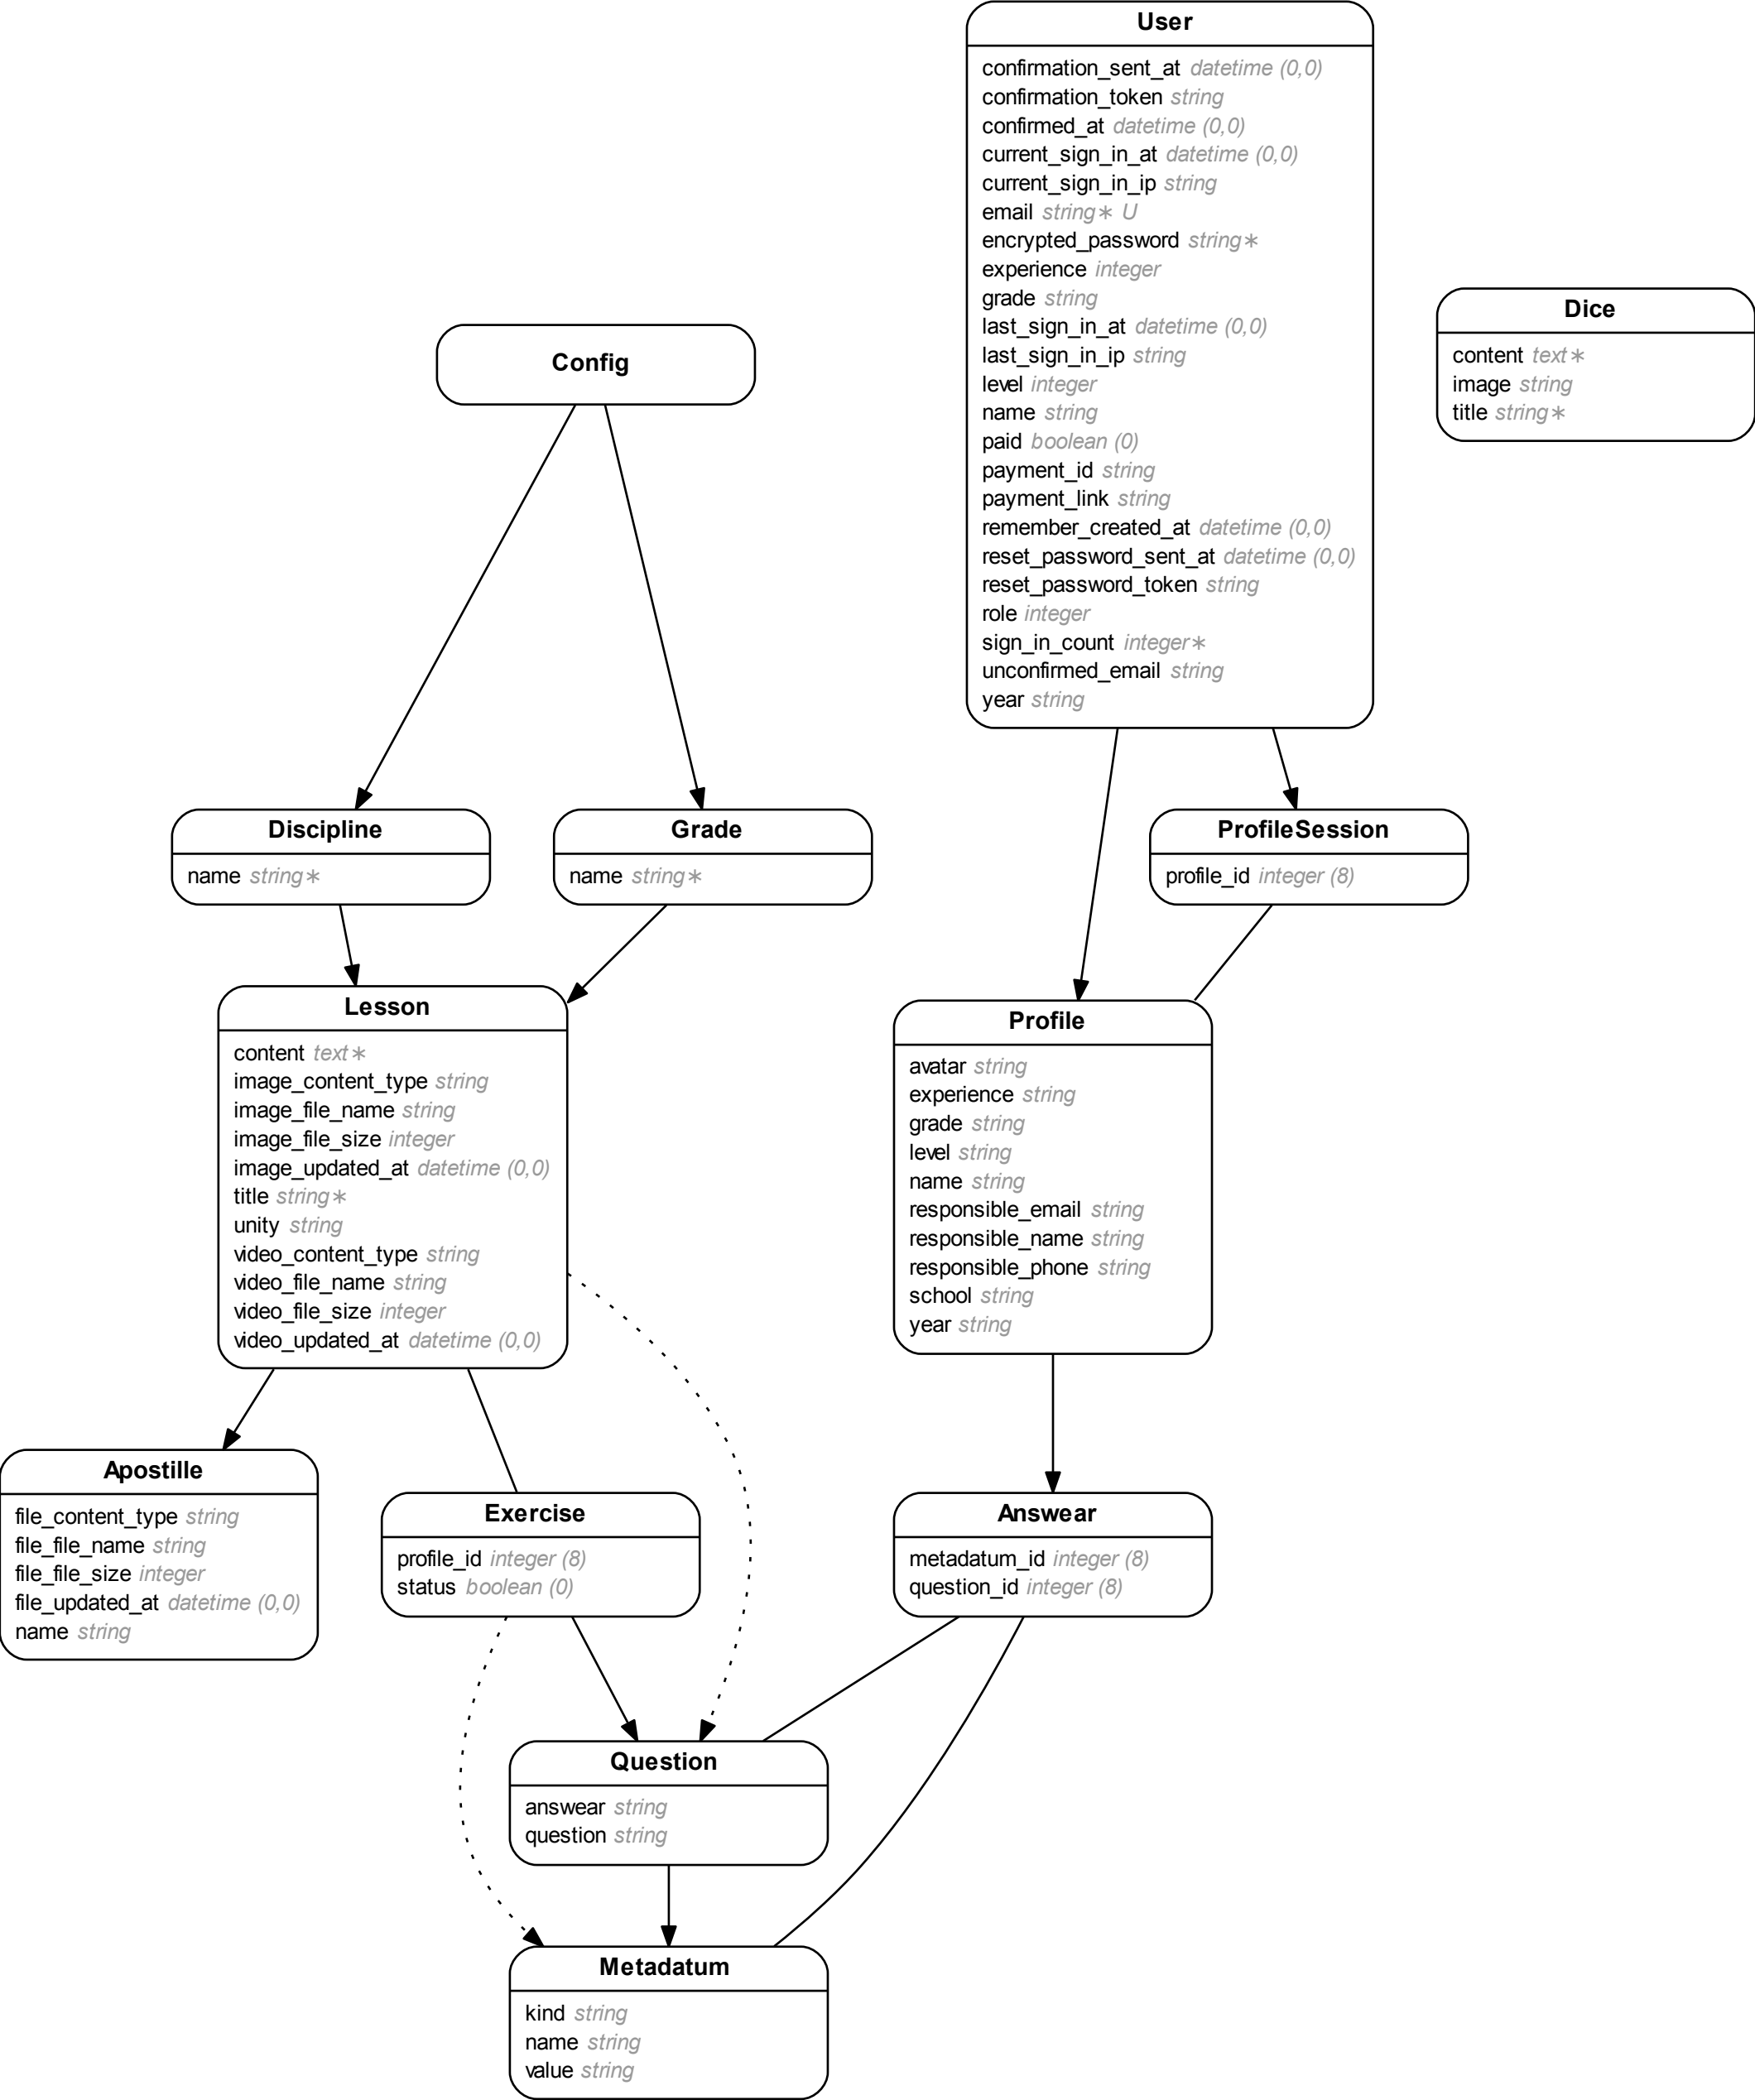 User
confirmation_sent_at datetime (0,0)
confirmation_token string
confirmed_at datetime (0,0)
current_sign_in_at datetime (0,0)
current_sign_in_ip string
email string∗ U
encrypted_password string∗
experience integer
grade string
last_sign_in_at datetime (0,0)
last_sign_in_ip string
level integer
name string
paid boolean (0)
payment_id string
payment_link string
remember_created_at datetime (0,0)
reset_password_sent_at datetime (0,0)
reset_password_token string
role integer
sign_in_count integer∗
unconfirmed_email string
year string
Dice
content text∗
image string
title string∗
Config
Discipline
name string∗
Grade
name string∗
ProfileSession
profile_id integer (8)
Lesson
content text∗
image_content_type string
image_file_name string
image_file_size integer
image_updated_at datetime (0,0)
title string∗
unity string
video_content_type string
video_file_name string
video_file_size integer
video_updated_at datetime (0,0)
Profile
avatar string
experience string
grade string
level string
name string
responsible_email string
responsible_name string
responsible_phone string
school string
year string
Apostille
file_content_type string
file_file_name string
file_file_size integer
file_updated_at datetime (0,0)
name string
Exercise
profile_id integer (8)
status boolean (0)
Answear
metadatum_id integer (8)
question_id integer (8)
Question
answear string
question string
Metadatum
kind string
name string
value string